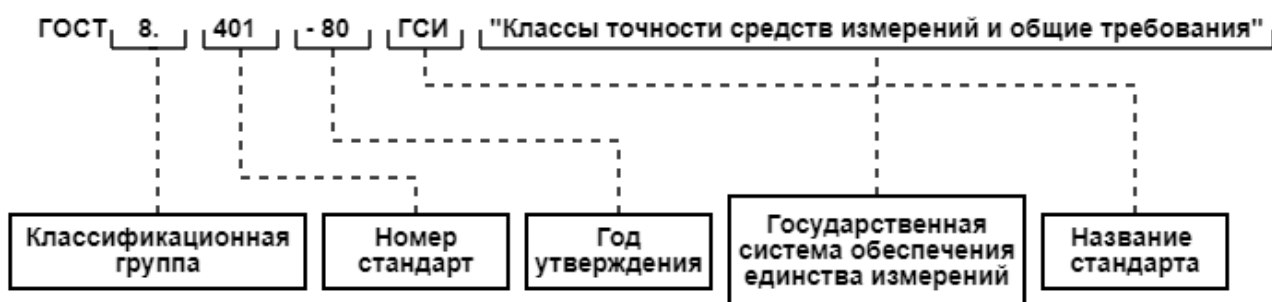 ГОСТ 8. 401 - 80 ГСИ "Классы точности средств измерений и общие требования"
Классификационная
группа
Номер
стандарт
Год
утверждения
Государственная
система обеспечения
единства измерений
Название
стандарта